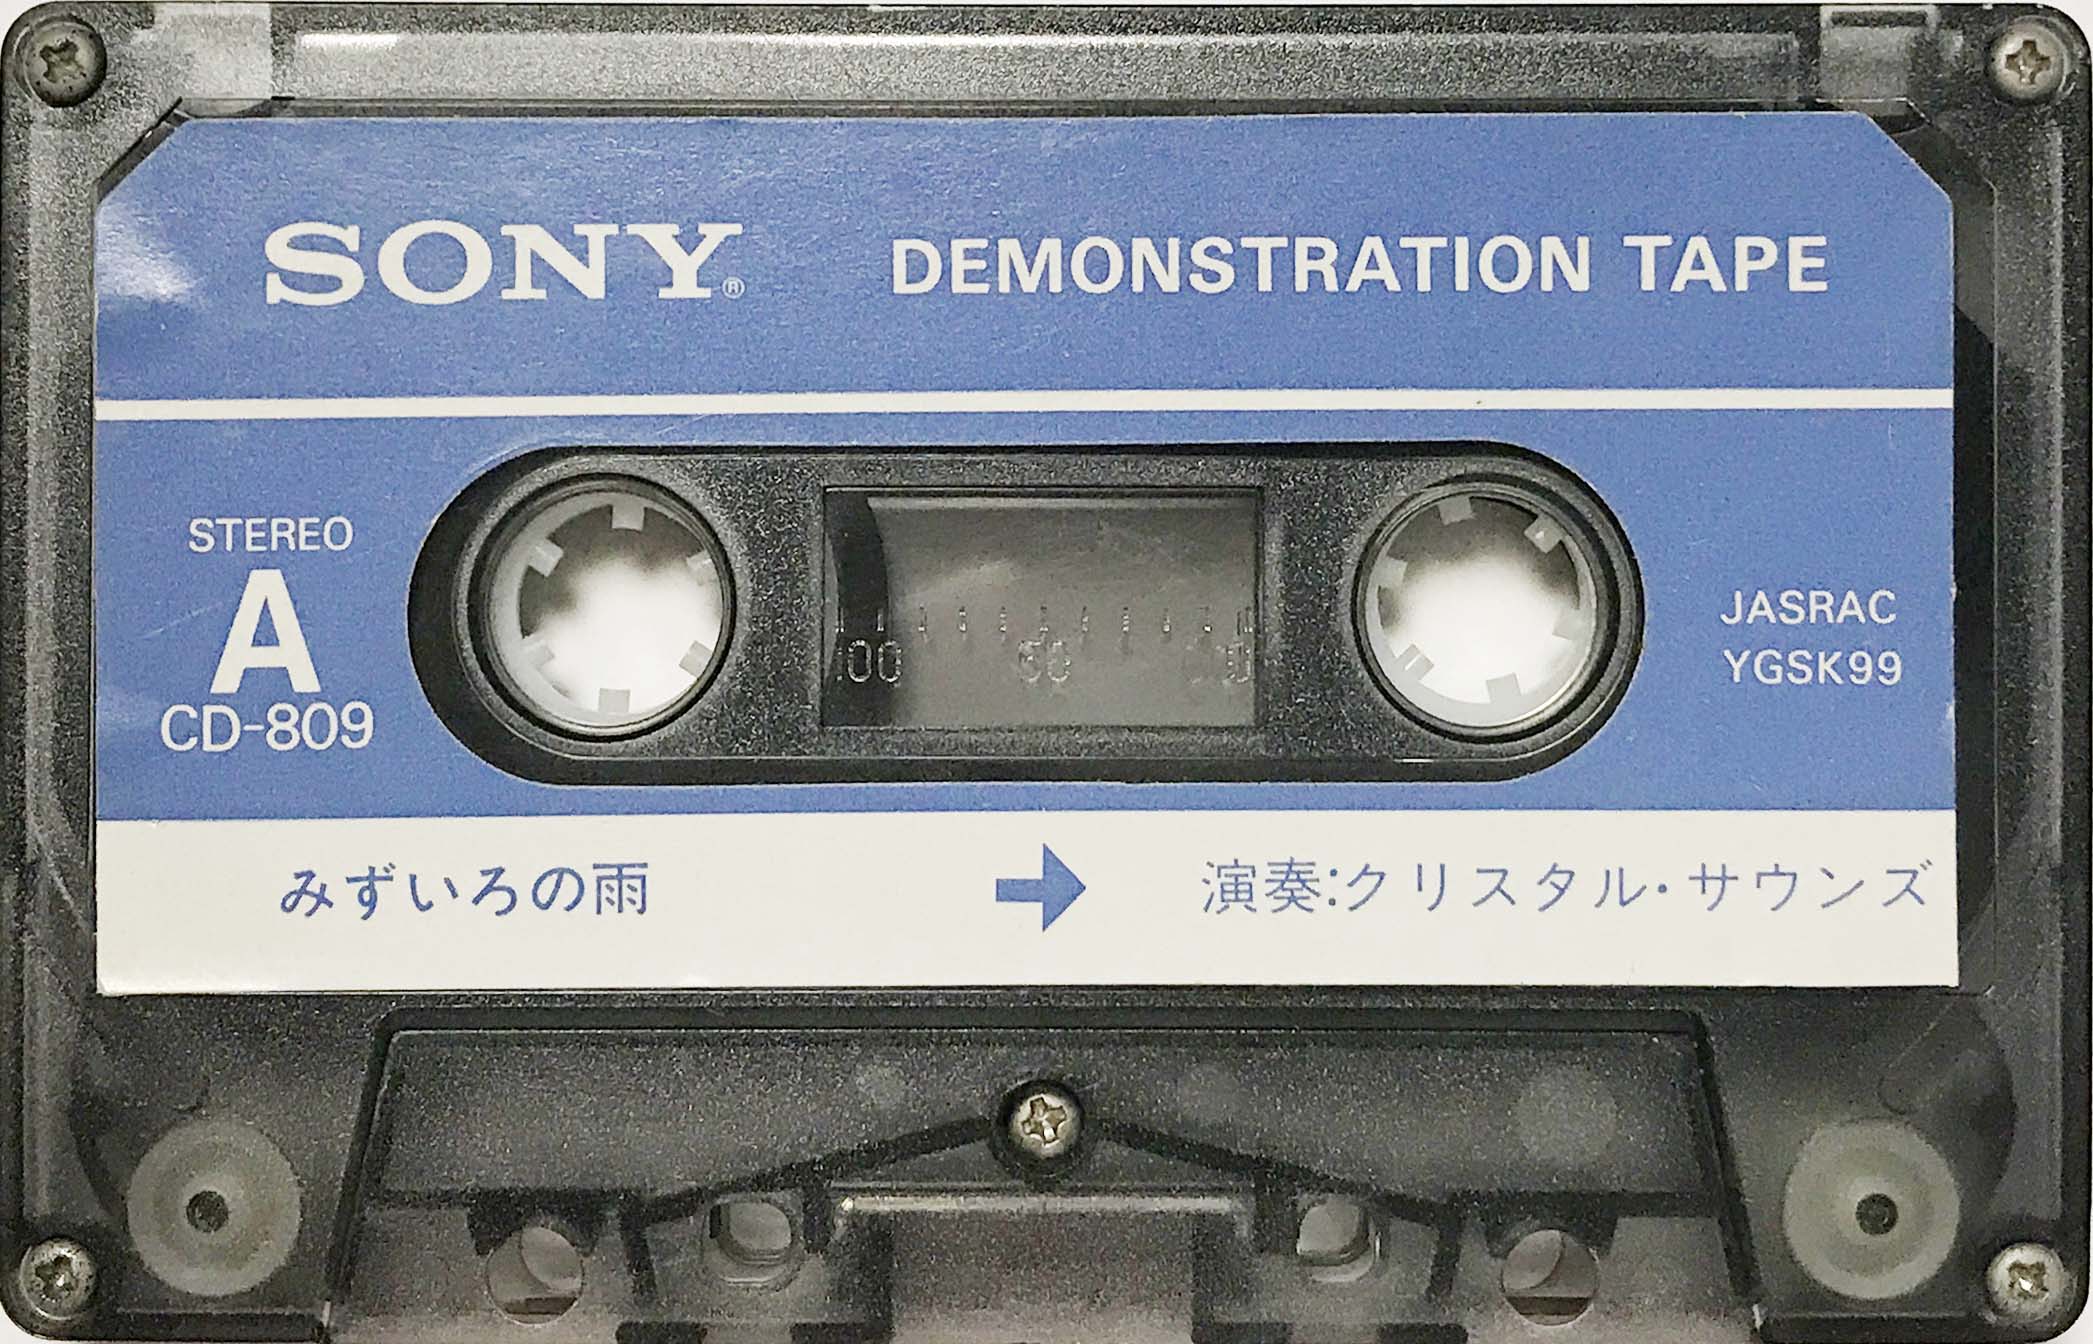 SONY® DEMONSTRATION TAPE
STEREO
A
CD-809
100 50
JASRAC
YGSK99
みずいろの雨 → 演奏:クリスタル・サウンズ